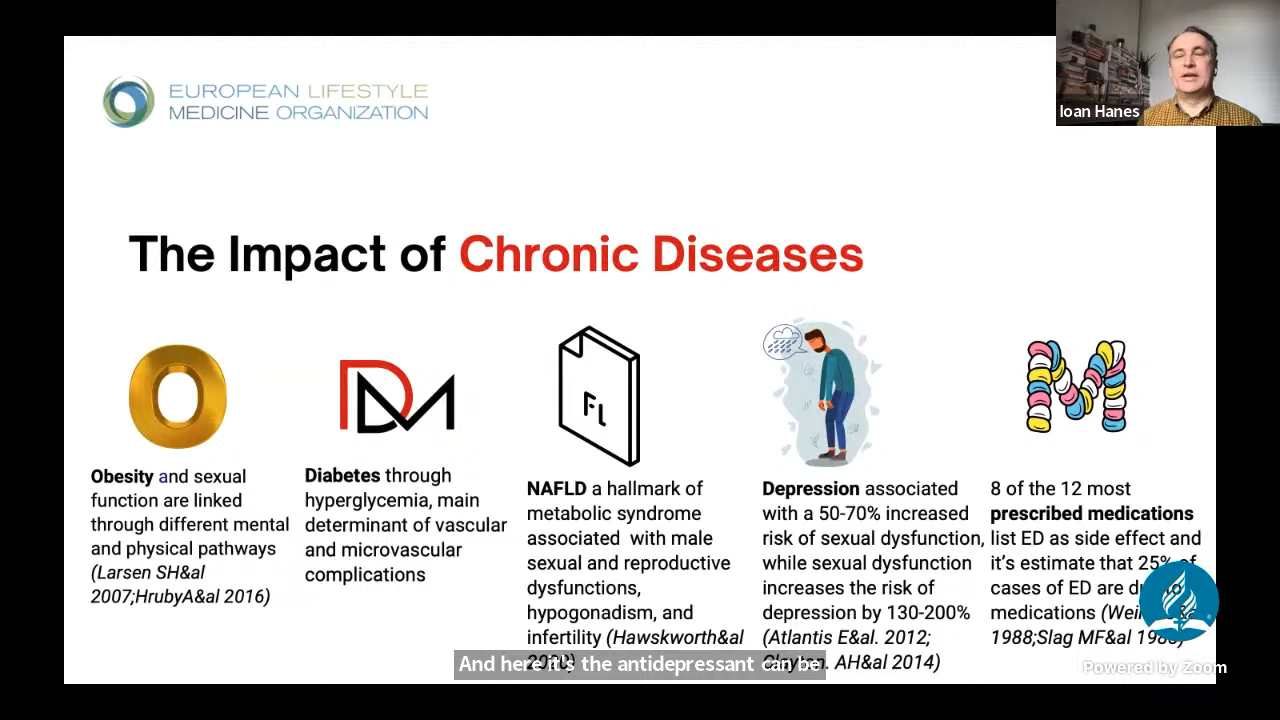 EUROPEAN LIFESTYLE
MEDICINE ORGANIZATION
Ioan Hanes
The Impact of Chronic Diseases
O
DM
FL
M
Obesity and sexual
function are linked
through different mental
and physical pathways
(Larsen SH&al
2007;HrubyA&al 2016)
Diabetes through
hyperglycemia, main
determinant of vascular
and microvascular
complications
NAFLD a hallmark of
metabolic syndrome
associated with male
sexual and reproductive
dysfunctions,
hypogonadism, and
infertility (Hawskworth&al
Depression associated
with a 50-70% increased
risk of sexual dysfunction,
while sexual dysfunction
increases the risk of
depression by 130-200%
(Atlantis E&al. 2012;
AH&al 2014)
8 of the 12 most
prescribed medications
list ED as side effect and
it's estimate that 25% of
cases of ED are
medications
1988;Slag MF&al
And here it's the antidepressant can be
Powered by Zoom